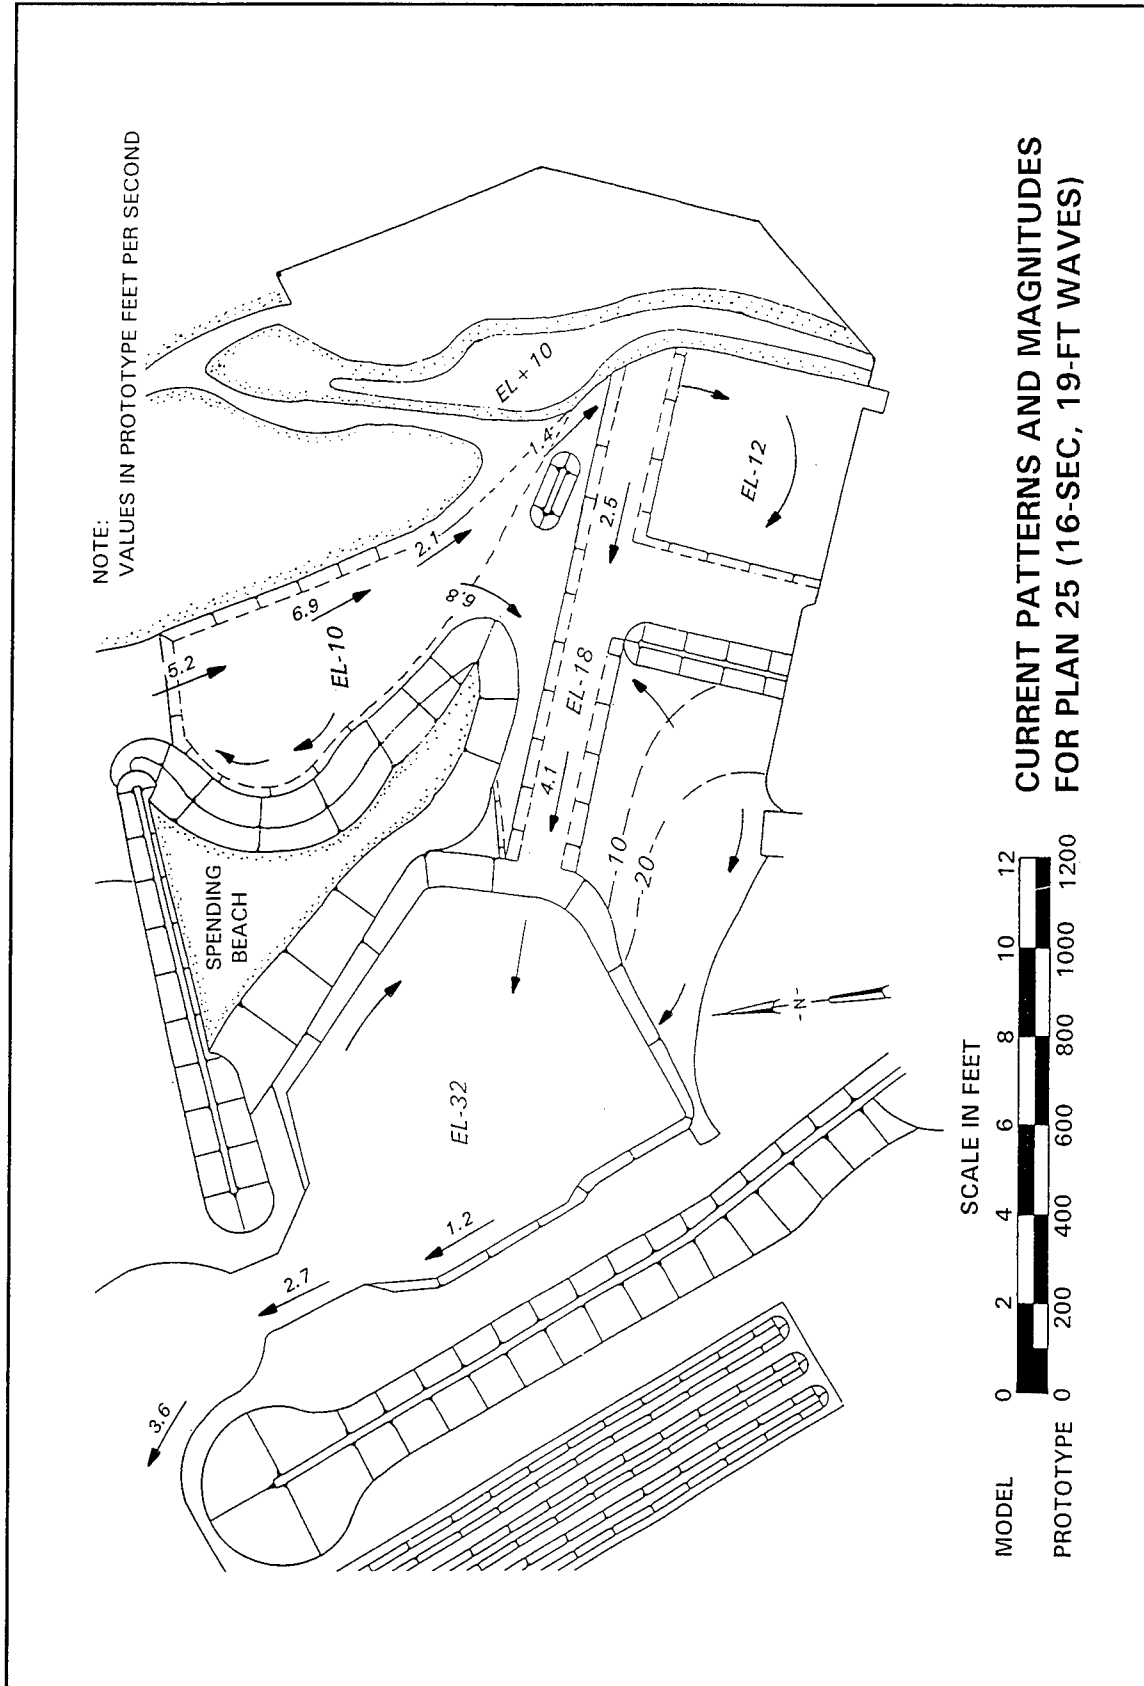 NOTE:
VALUES IN PROTOTYPE FEET PER SECOND
5.2
6.9
2.1
1.4
6.8
2.5
4.1
1.2
2.7
3.6
EL-10
EL+10
EL-12
EL-18
-10
-20
EL-32
SPENDING
BEACH
-N-
SCALE IN FEET
MODEL 0 2 4 6 8 10 12
PROTOTYPE 0 200 400 600 800 1000 1200
CURRENT PATTERNS AND MAGNITUDES
FOR PLAN 25 (16-SEC, 19-FT WAVES)